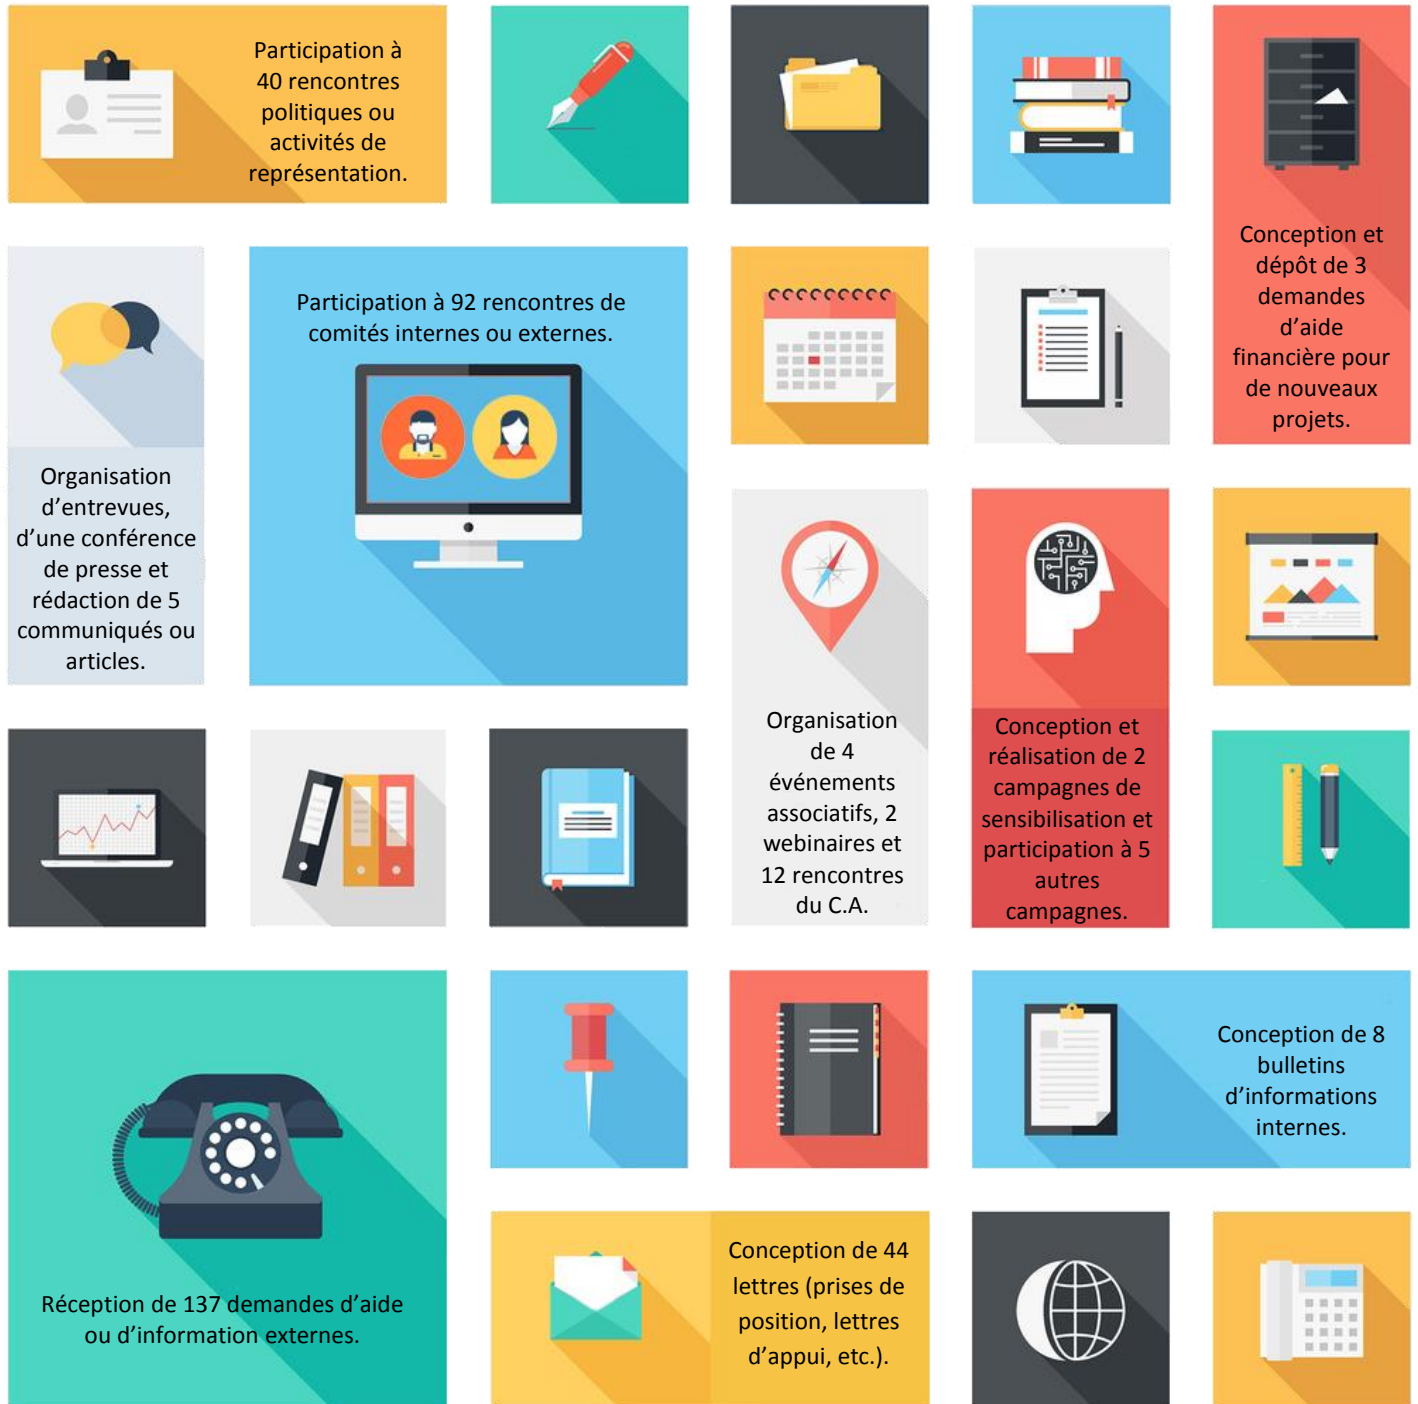 Participation à
40 rencontres
politiques ou
activités de
représentation.
Conception et
dépôt de 3
demandes
d’aide
financière pour
de nouveaux
projets.
Participation à 92 rencontres de
comités internes ou externes.
Organisation
d’entrevues,
d’une conférence
de presse et
rédaction de 5
communiqués ou
articles.
Organisation
de 4
événements
associatifs, 2
webinaires et
12 rencontres
du C.A.
Conception et
réalisation de 2
campagnes de
sensibilisation et
participation à 5
autres
campagnes.
Réception de 137 demandes d’aide
ou d’information externes.
Conception de 8
bulletins
d’informations
internes.
Conception de 44
lettres (prises de
position, lettres
d’appui, etc.).